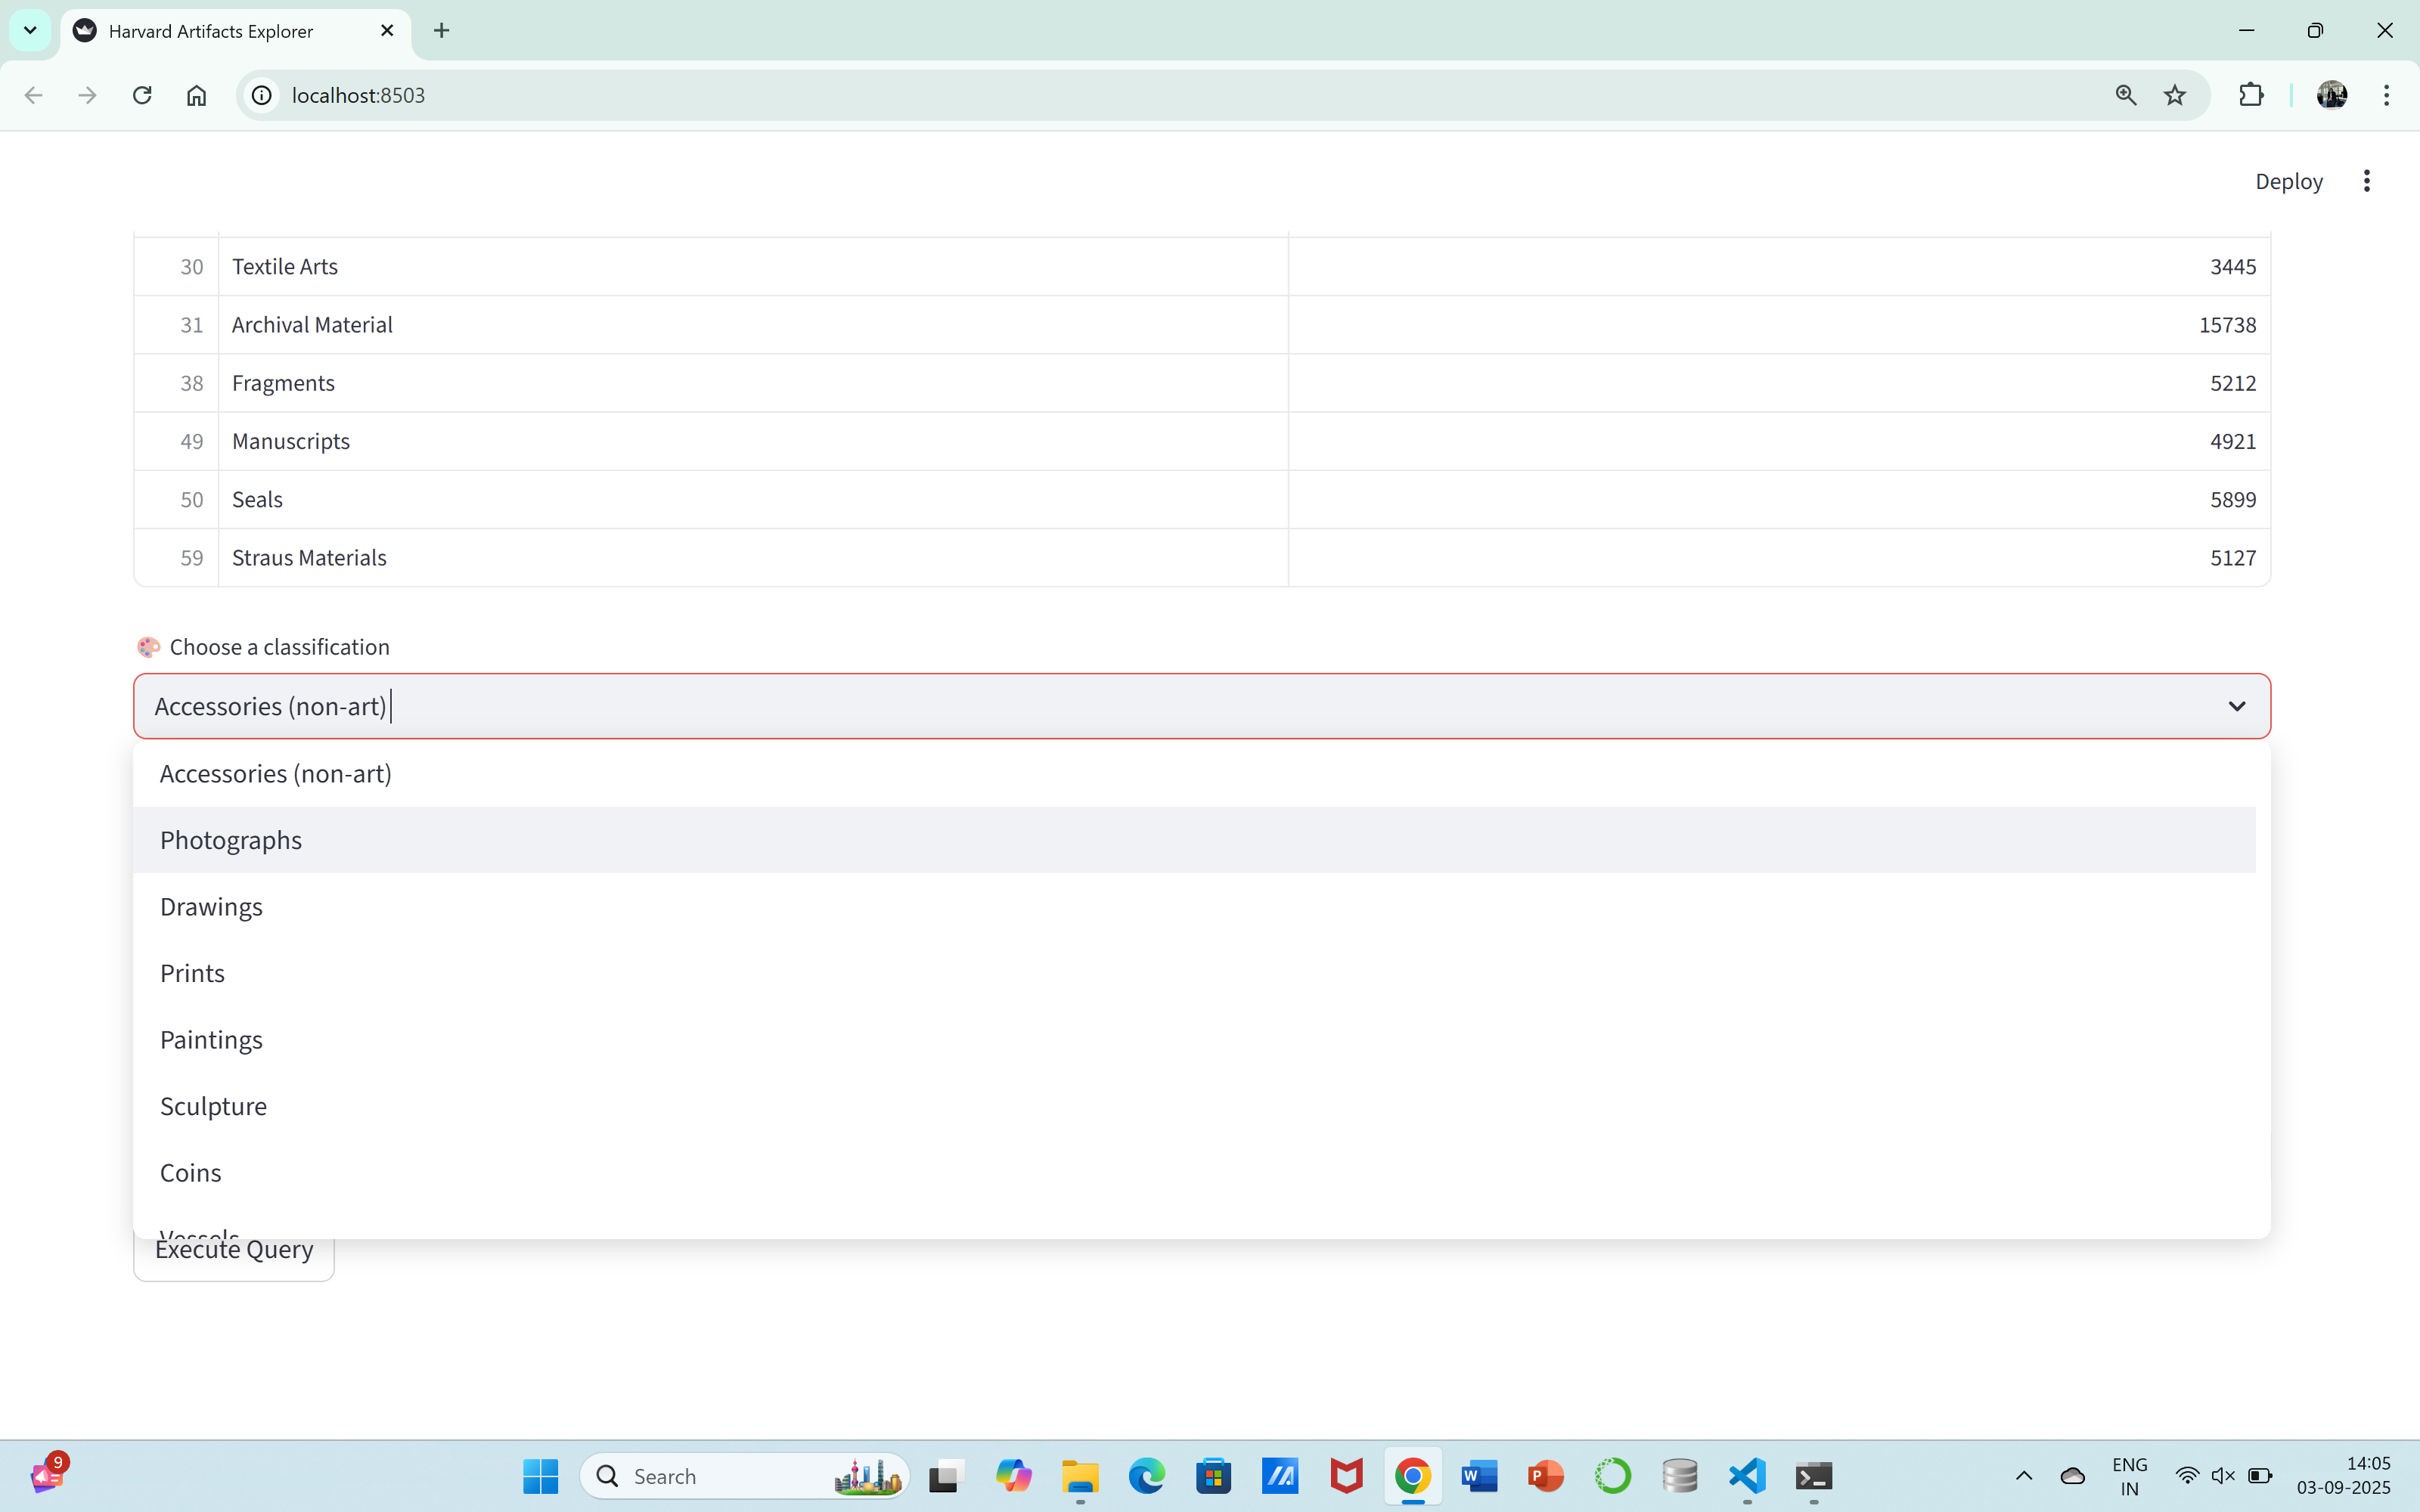 Harvard Artifacts Explorer
localhost:8503
Deploy
30 Textile Arts 3445
31 Archival Material 15738
38 Fragments 5212
49 Manuscripts 4921
50 Seals 5899
59 Straus Materials 5127
Choose a classification
Accessories (non-art)
Accessories (non-art)
Photographs
Drawings
Prints
Paintings
Sculpture
Coins
Vessels
Execute Query
9
Search
W
P
ENG
IN
14:05
03-09-2025